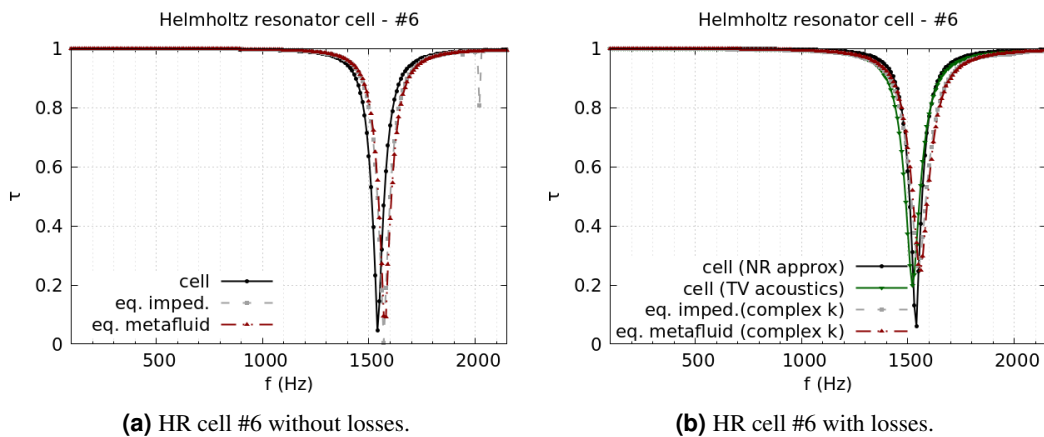 Helmholtz resonator cell - #6
1
0.8
0.6
τ
0.4
0.2
0
cell
eq. imped.
eq. metafluid
500
1000
1500
2000
f (Hz)
(a) HR cell #6 without losses.
Helmholtz resonator cell - #6
1
0.8
0.6
τ
0.4
0.2
0
cell (NR approx)
cell (TV acoustics)
eq. imped.(complex k)
eq. metafluid (complex k)
500
1000
1500
2000
f (Hz)
(b) HR cell #6 with losses.